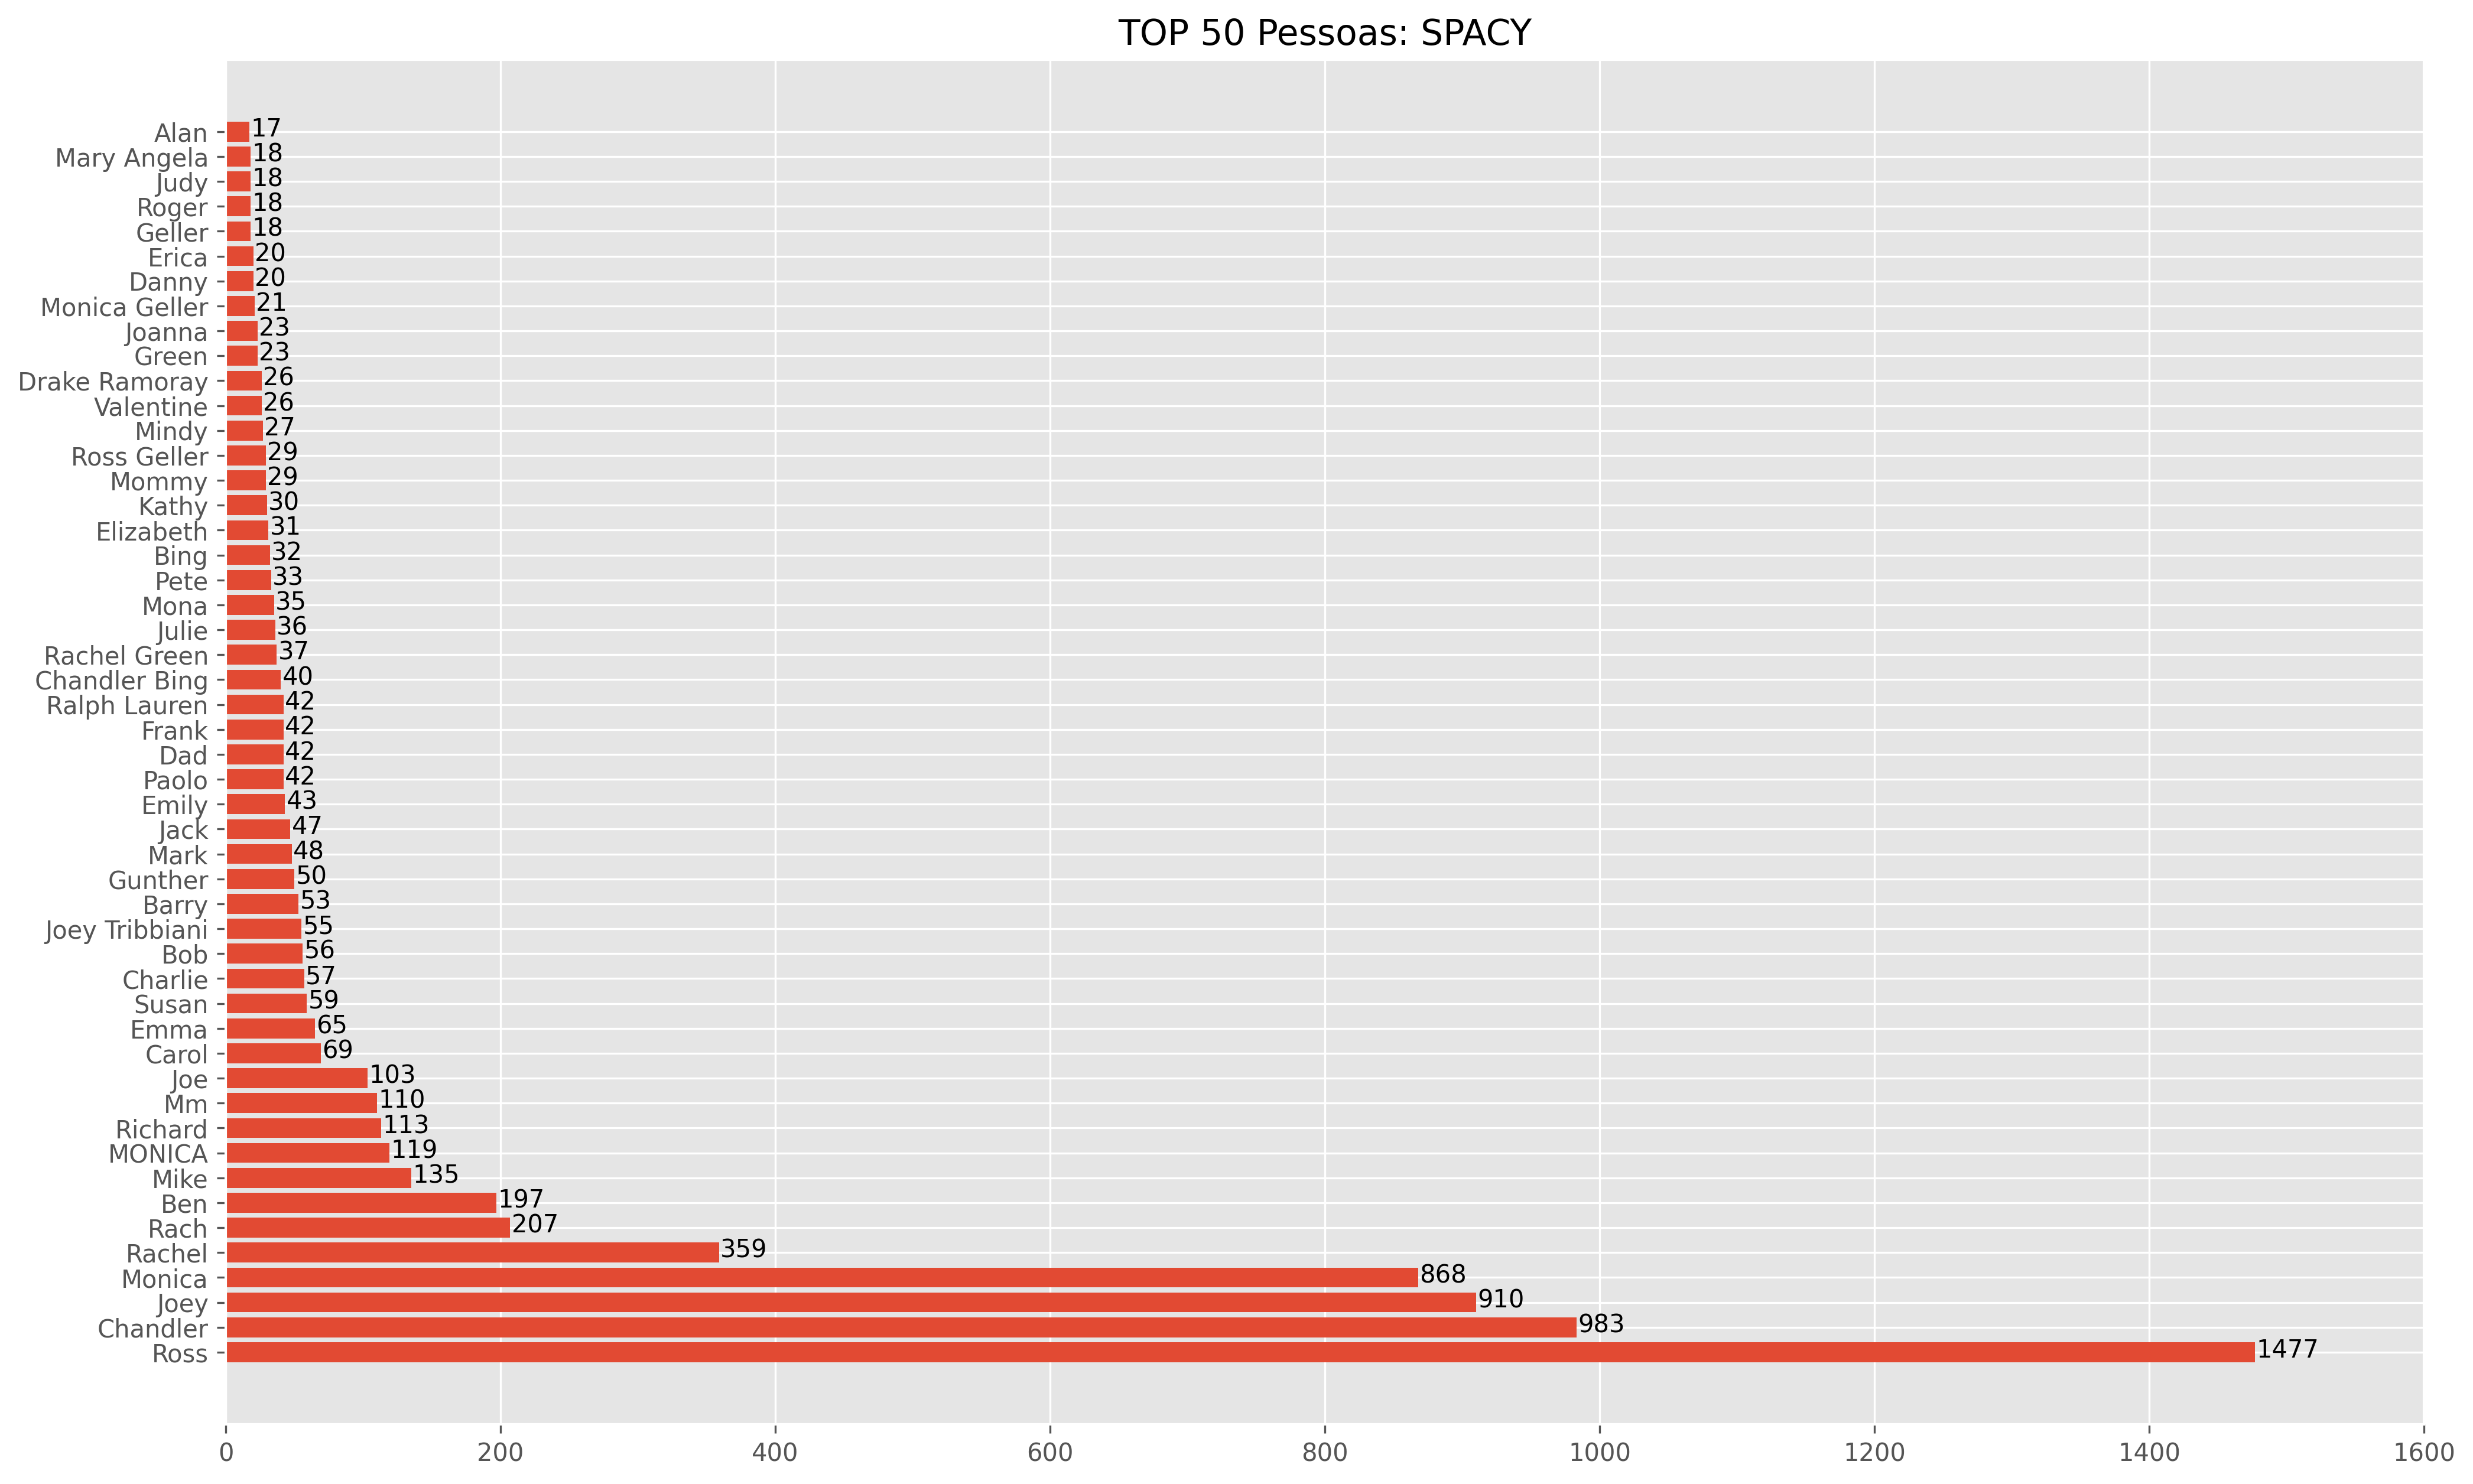 TOP 50 Pessoas: SPACY
Alan 17
Mary Angela 18
Judy 18
Roger 18
Geller 18
Erica 20
Danny 20
Monica Geller 21
Joanna 23
Green 23
Drake Ramoray 26
Valentine 26
Mindy 27
Ross Geller 29
Mommy 29
Kathy 30
Elizabeth 31
Bing 32
Pete 33
Mona 35
Julie 36
Rachel Green 37
Chandler Bing 40
Ralph Lauren 42
Frank 42
Dad 42
Paolo 42
Emily 43
Jack 47
Mark 48
Gunther 50
Barry 53
Joey Tribbiani 55
Bob 56
Charlie 57
Susan 59
Emma 65
Carol 69
Joe 103
Mm 110
Richard 113
MONICA 119
Mike 135
Ben 197
Rach 207
Rachel 359
Monica 868
Joey 910
Chandler 983
Ross 1477
0 200 400 600 800 1000 1200 1400 1600